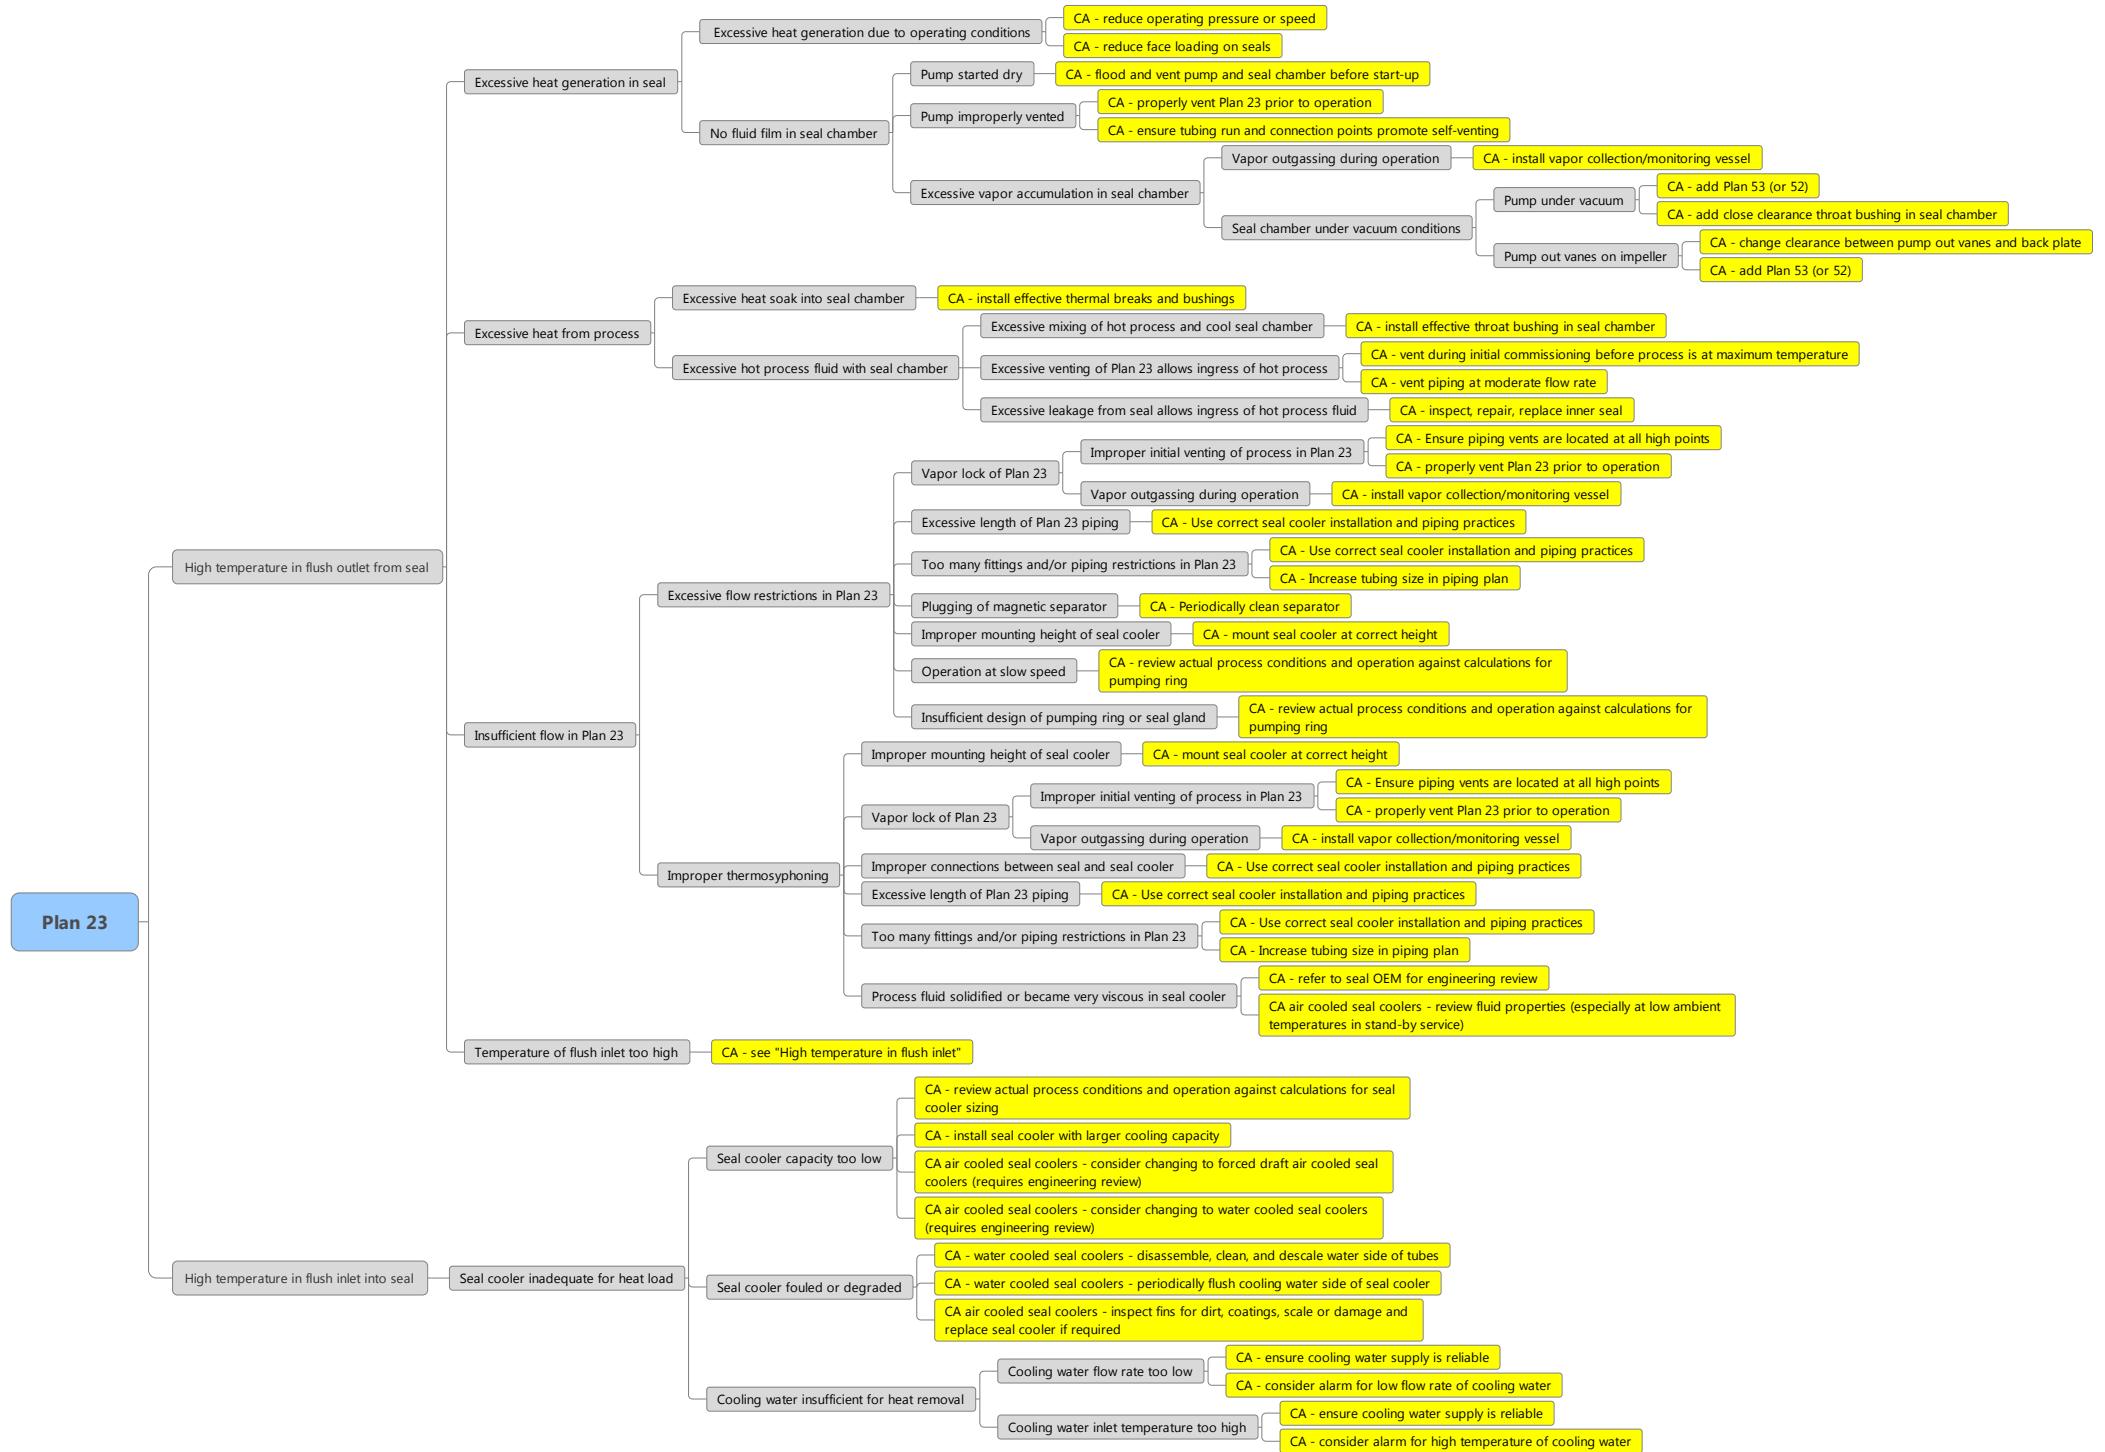 Plan 23
High temperature in flush outlet from seal
Excessive heat generation in seal
Excessive heat generation due to operating conditions
CA - reduce operating pressure or speed
CA - reduce face loading on seals
No fluid film in seal chamber
Pump started dry
CA - flood and vent pump and seal chamber before start-up
Pump improperly vented
CA - properly vent Plan 23 prior to operation
CA - ensure tubing run and connection points promote self-venting
Excessive vapor accumulation in seal chamber
Vapor outgassing during operation
CA - install vapor collection/monitoring vessel
Seal chamber under vacuum conditions
Pump under vacuum
CA - add Plan 53 (or 52)
CA - add close clearance throat bushing in seal chamber
Pump out vanes on impeller
CA - change clearance between pump out vanes and back plate
CA - add Plan 53 (or 52)
Excessive heat from process
Excessive heat soak into seal chamber
CA - install effective thermal breaks and bushings
Excessive hot process fluid with seal chamber
Excessive mixing of hot process and cool seal chamber
CA - install effective throat bushing in seal chamber
Excessive venting of Plan 23 allows ingress of hot process
CA - vent during initial commissioning before process is at maximum temperature
CA - vent piping at moderate flow rate
Excessive leakage from seal allows ingress of hot process fluid
CA - inspect, repair, replace inner seal
Insufficient flow in Plan 23
Excessive flow restrictions in Plan 23
Vapor lock of Plan 23
Improper initial venting of process in Plan 23
CA - Ensure piping vents are located at all high points
CA - properly vent Plan 23 prior to operation
Vapor outgassing during operation
CA - install vapor collection/monitoring vessel
Excessive length of Plan 23 piping
CA - Use correct seal cooler installation and piping practices
Too many fittings and/or piping restrictions in Plan 23
CA - Use correct seal cooler installation and piping practices
CA - Increase tubing size in piping plan
Plugging of magnetic separator
CA - Periodically clean separator
Improper mounting height of seal cooler
CA - mount seal cooler at correct height
Operation at slow speed
CA - review actual process conditions and operation against calculations for
pumping ring
Insufficient design of pumping ring or seal gland
CA - review actual process conditions and operation against calculations for
pumping ring
Improper thermosyphoning
Improper mounting height of seal cooler
CA - mount seal cooler at correct height
Vapor lock of Plan 23
Improper initial venting of process in Plan 23
CA - Ensure piping vents are located at all high points
CA - properly vent Plan 23 prior to operation
Vapor outgassing during operation
CA - install vapor collection/monitoring vessel
Improper connections between seal and seal cooler
CA - Use correct seal cooler installation and piping practices
Excessive length of Plan 23 piping
CA - Use correct seal cooler installation and piping practices
Too many fittings and/or piping restrictions in Plan 23
CA - Use correct seal cooler installation and piping practices
CA - Increase tubing size in piping plan
Process fluid solidified or became very viscous in seal cooler
CA - refer to seal OEM for engineering review
CA air cooled seal coolers - review fluid properties (especially at low ambient
temperatures in stand-by service)
Temperature of flush inlet too high
CA - see "High temperature in flush inlet"
High temperature in flush inlet into seal
Seal cooler inadequate for heat load
Seal cooler capacity too low
CA - review actual process conditions and operation against calculations for seal
cooler sizing
CA - install seal cooler with larger cooling capacity
CA air cooled seal coolers - consider changing to forced draft air cooled seal
coolers (requires engineering review)
CA air cooled seal coolers - consider changing to water cooled seal coolers
(requires engineering review)
Seal cooler fouled or degraded
CA - water cooled seal coolers - disassemble, clean, and descale water side of tubes
CA - water cooled seal coolers - periodically flush cooling water side of seal cooler
CA air cooled seal coolers - inspect fins for dirt, coatings, scale or damage and
replace seal cooler if required
Cooling water insufficient for heat removal
Cooling water flow rate too low
CA - ensure cooling water supply is reliable
CA - consider alarm for low flow rate of cooling water
Cooling water inlet temperature too high
CA - ensure cooling water supply is reliable
CA - consider alarm for high temperature of cooling water